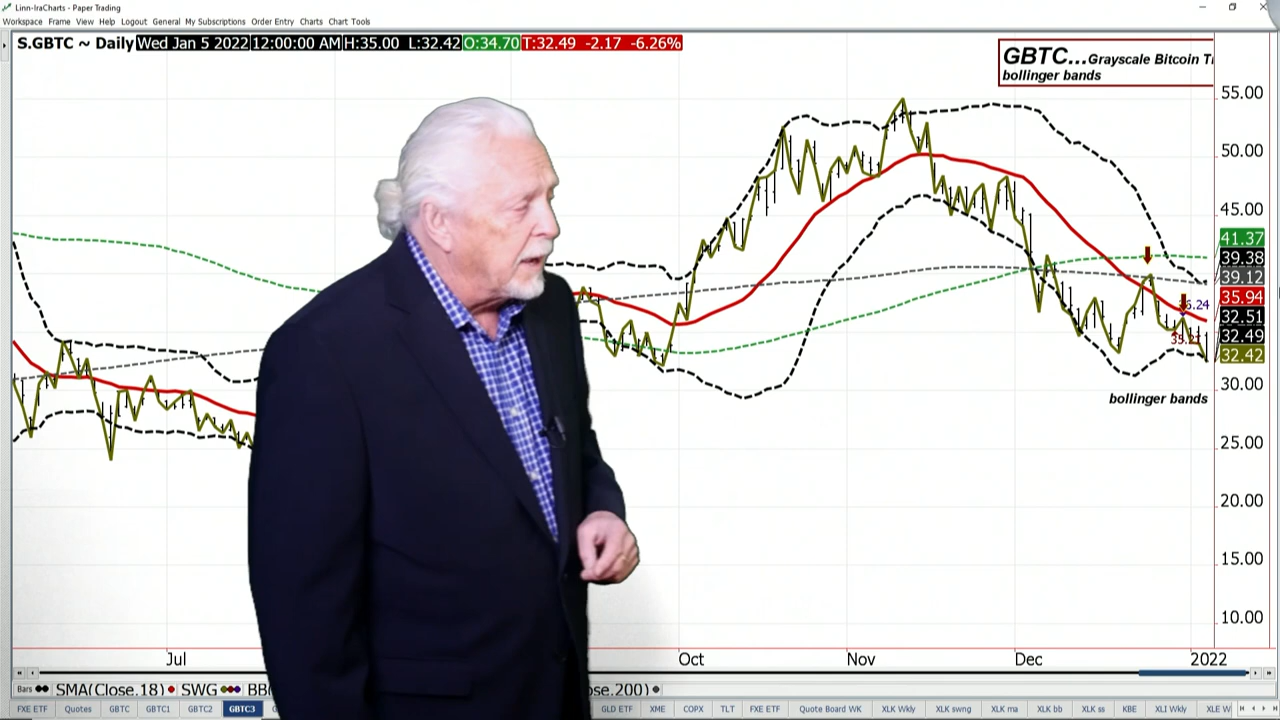 Linn-IraCharts - Paper Trading
Workspace Frame View Help Logout General My Subscriptions Order Entry Charts Chart Tools
S.GBTC ~ Daily Wed Jan 5 2022 12:00:00 AM H:35.00 L:32.42 O:34.70 T:32.49 -2.17 -6.26%
GBTC...Grayscale Bitcoin
bollinger bands
55.00
50.00
45.00
41.37
39.38
39.12
35.94
32.51
32.49
32.42
30.00
25.00
20.00
15.00
10.00
bollinger bands
Jul Oct Nov Dec 2022
Bars SMA(Close.18) SWG
FXE ETF Quotes GBTC GBTC1 GBTC2 GBTC3 GLD ETF XME COPX TLT FXE ETF Quote Board WK XLK Wkly XLK swng XLK ma XLK bb XLK ss KBE XLI Wkly XLE W